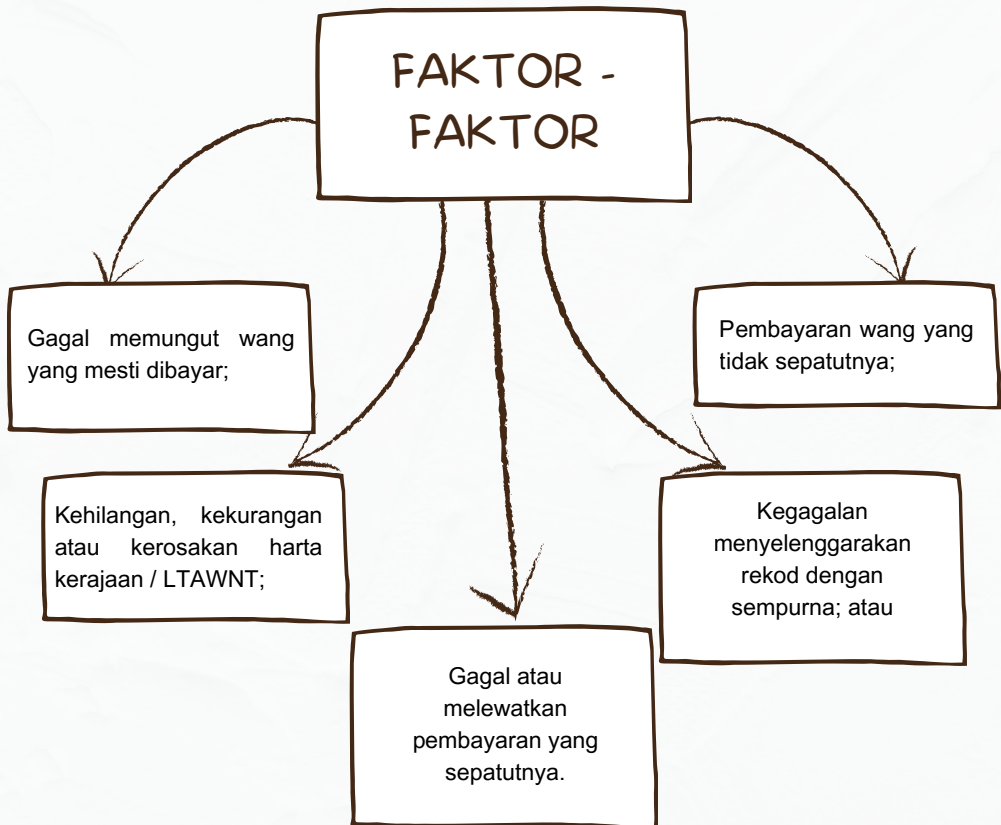 FAKTOR -
FAKTOR
Gagal memungut wang
yang mesti dibayar;
Pembayaran wang yang
tidak sepatutnya;
Kehilangan, kekurangan
atau kerosakan harta
kerajaan / LTAWNT;
Kegagalan
menyelenggarakan
rekod dengan
sempurna; atau
Gagal atau
melewatkan
pembayaran yang
sepatutnya.